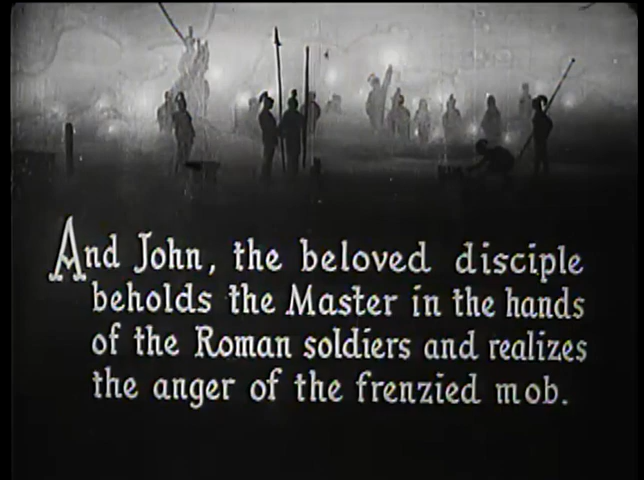 And John, the beloved disciple
beholds the Master in the hands
of the Roman soldiers and realizes
the anger of the frenzied mob.